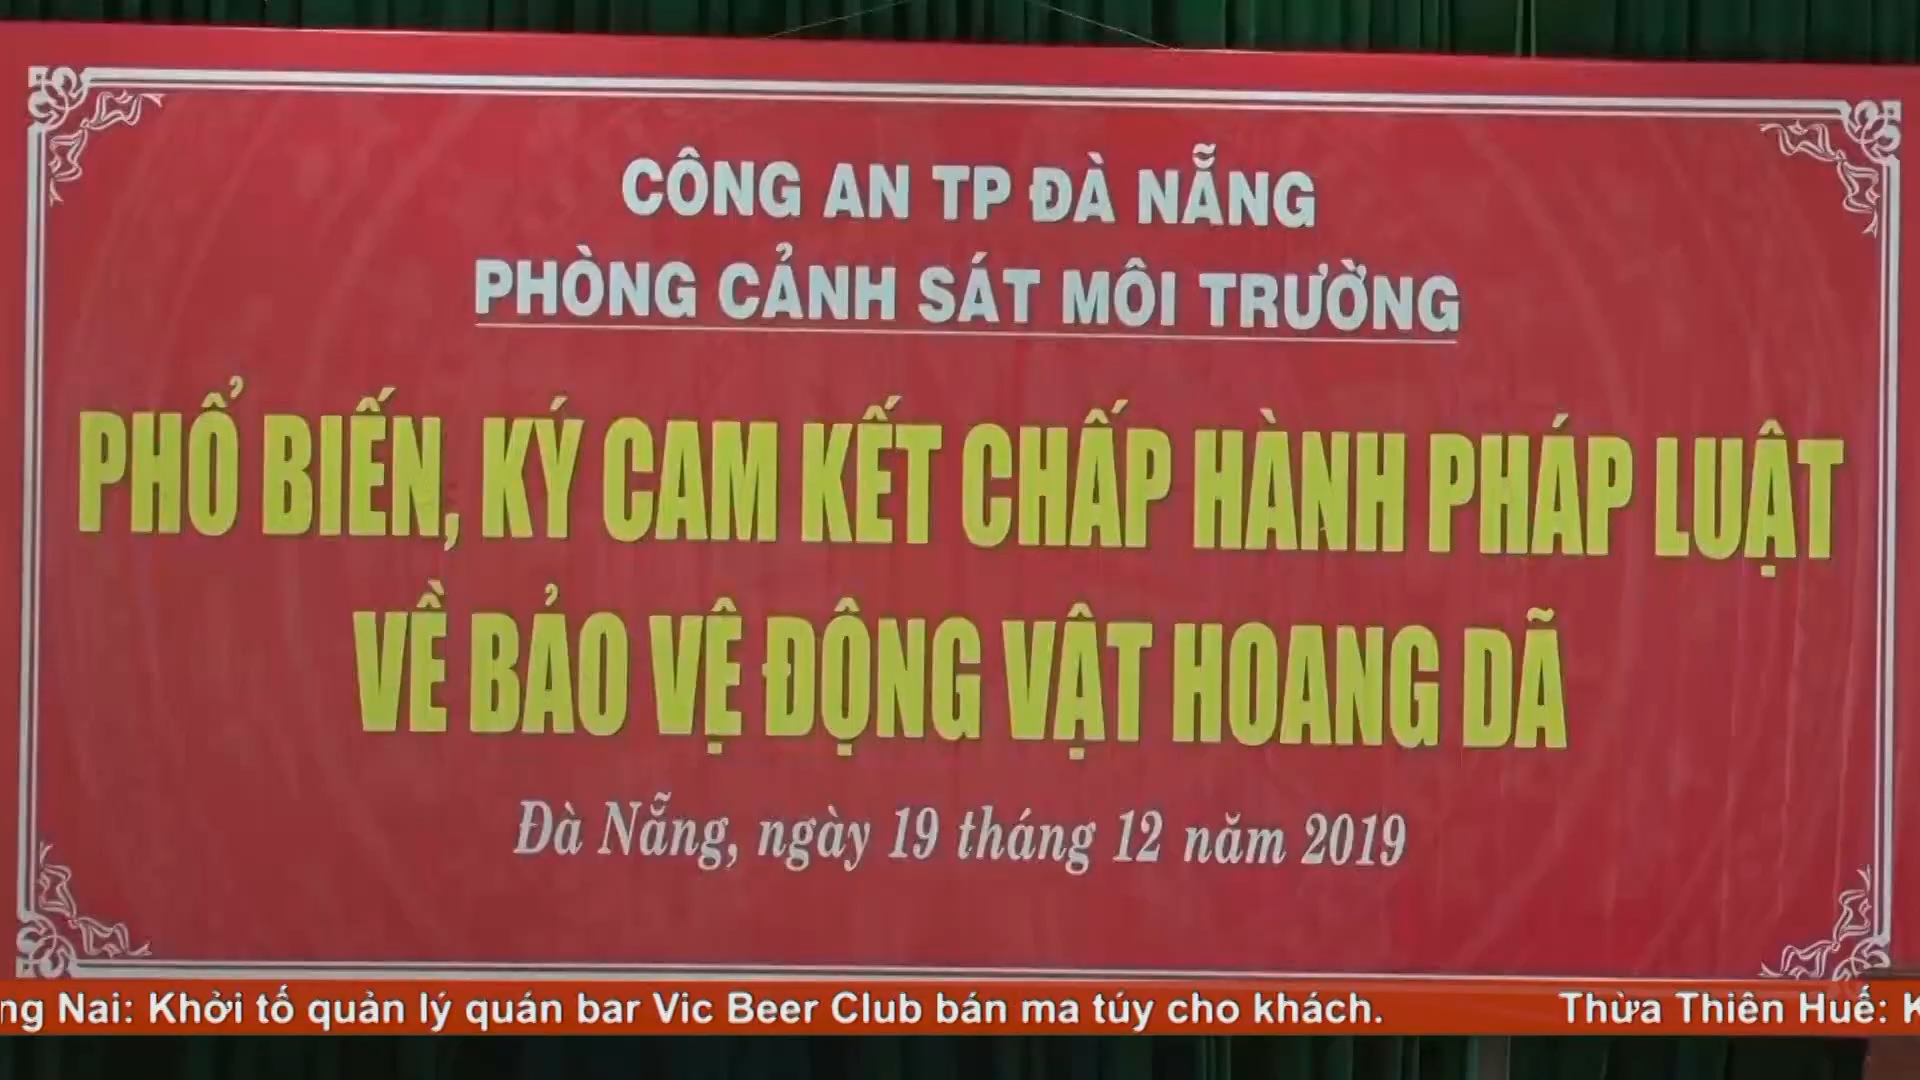 CÔNG AN TP ĐÀ NẴNG
PHÒNG CẢNH SÁT MÔI TRƯỜNG
PHỔ BIẾN, KÝ CAM KẾT CHẤP HÀNH PHÁP LUẬT
VỀ BẢO VỆ ĐỘNG VẬT HOANG DÃ
Đà Nẵng, ngày 19 tháng 12 năm 2019
Nai: Khởi tố quản lý quán bar Vic Beer Club bán ma túy cho khách. Thừa Thiên Huế: